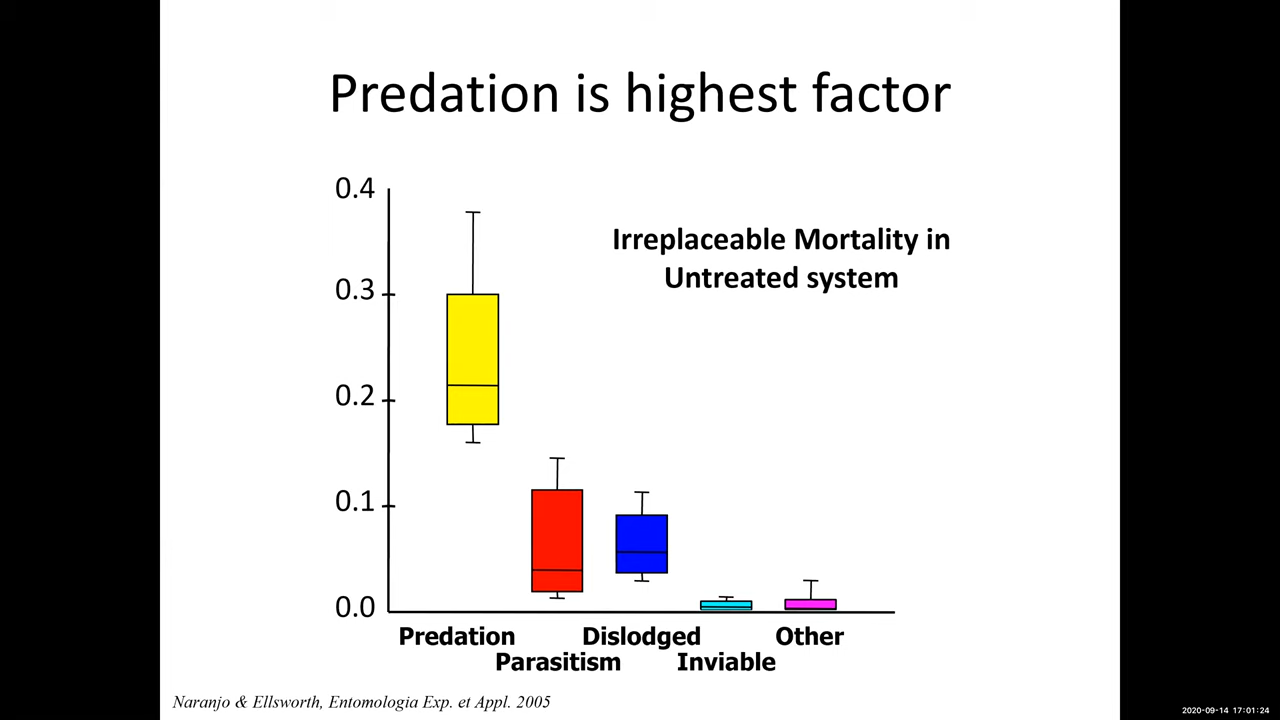 Predation is highest factor
0.4
Irreplaceable Mortality in
Untreated system
0.3
0.2
0.1
0.0
Predation
Dislodged
Other
Parasitism
Inviable
Naranjo & Ellsworth, Entomologia Exp. et Appl. 2005
2020-09-14 17:01:24